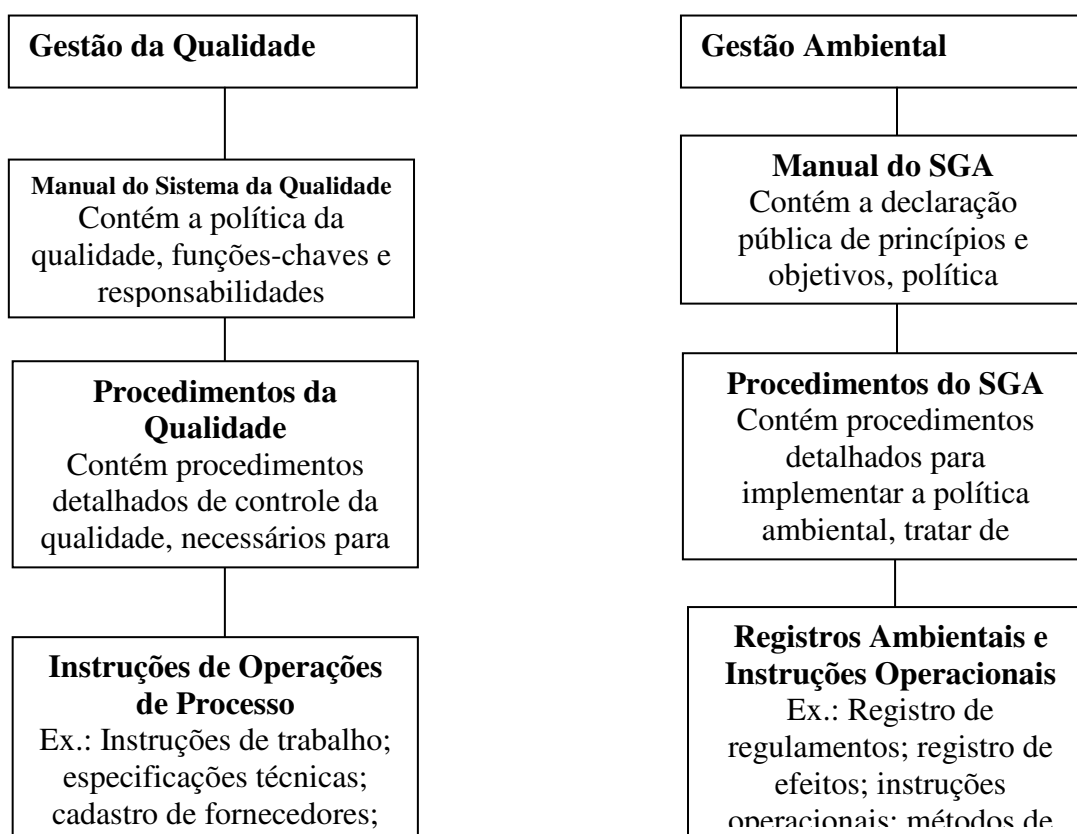 Gestão da Qualidade
Manual do Sistema da Qualidade
Contém a política da
qualidade, funções-chaves e
responsabilidades
Procedimentos da
Qualidade
Contém procedimentos
detalhados de controle da
qualidade, necessários para
Instruções de Operações
de Processo
Ex.: Instruções de trabalho;
especificações técnicas;
cadastro de fornecedores;
Gestão Ambiental
Manual do SGA
Contém a declaração
pública de princípios e
objetivos, política
Procedimentos do SGA
Contém procedimentos
detalhados para
implementar a política
ambiental, tratar de
Registros Ambientais e
Instruções Operacionais
Ex.: Registro de
regulamentos; registro de
efeitos; instruções
operacionais; métodos de